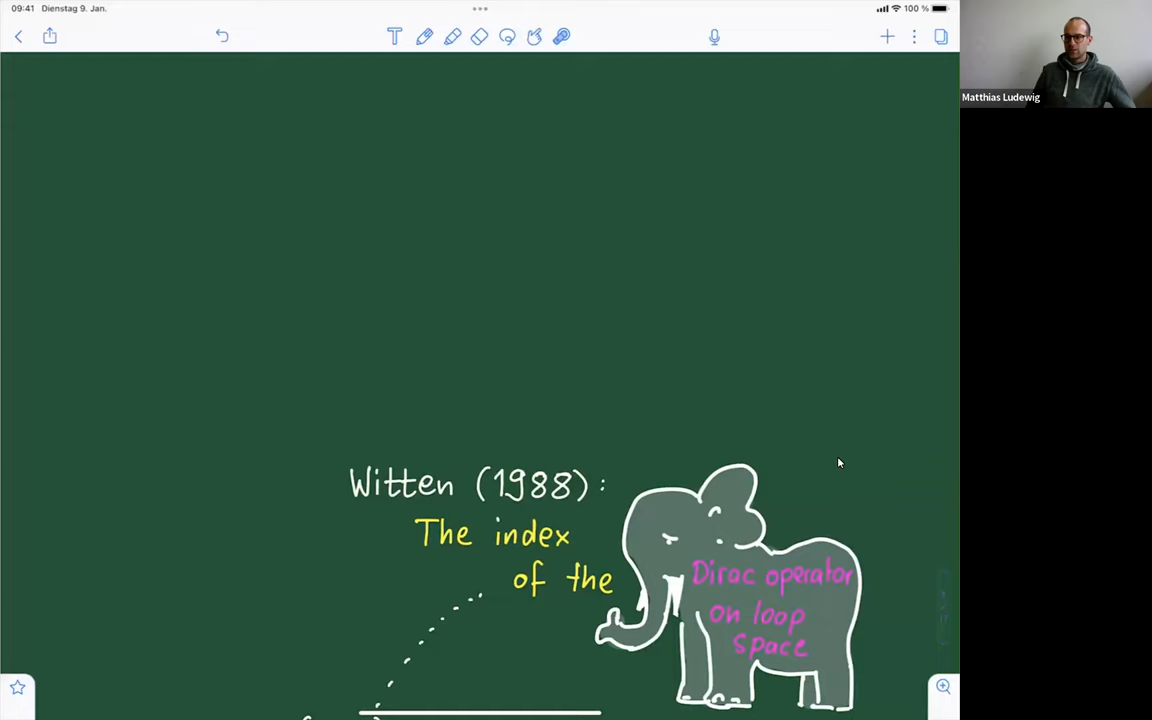 09:41 Dienstag 9. Jan.
100 %
T
Matthias Ludewig
Witten (1988):
The index
of the
Dirac operator
on loop
space